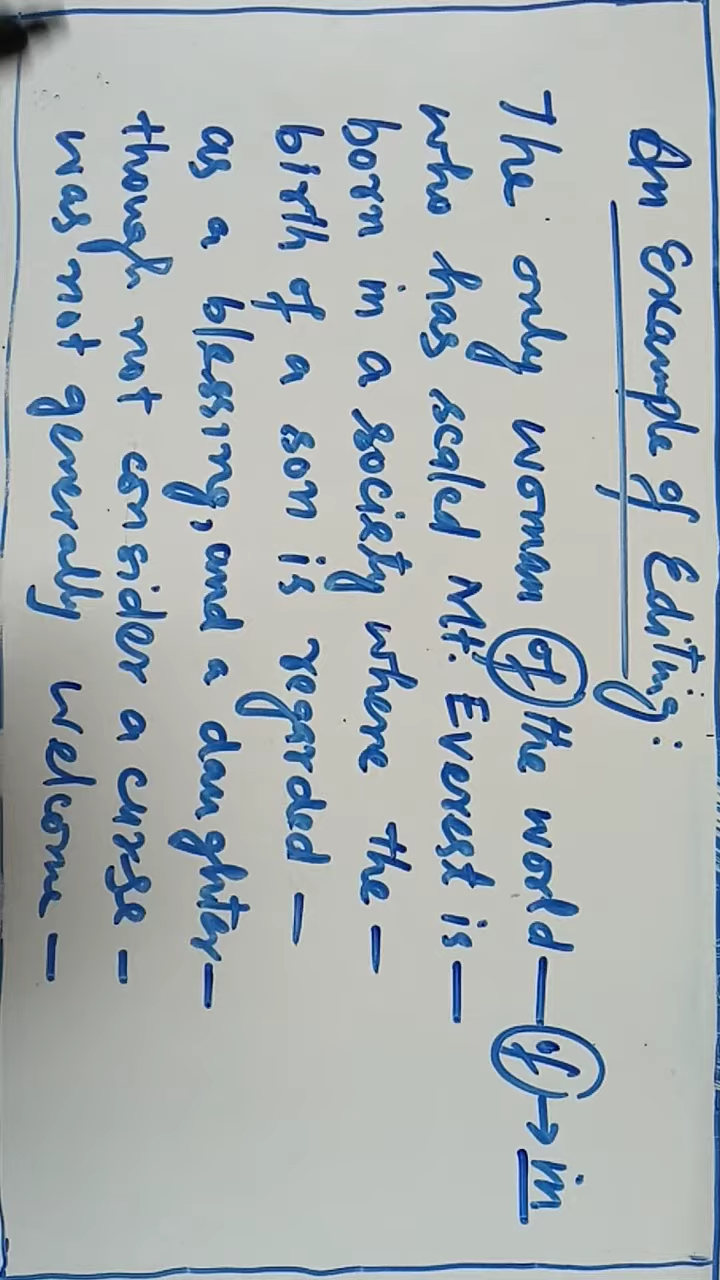 An Example of Editing:
The only woman of the world — of → in
who has scaled Mt. Everest is —
born in a society where the —
birth of a son is regarded —
as a blessing, and a daughter —
though not consider a curse —
was not generally welcome —